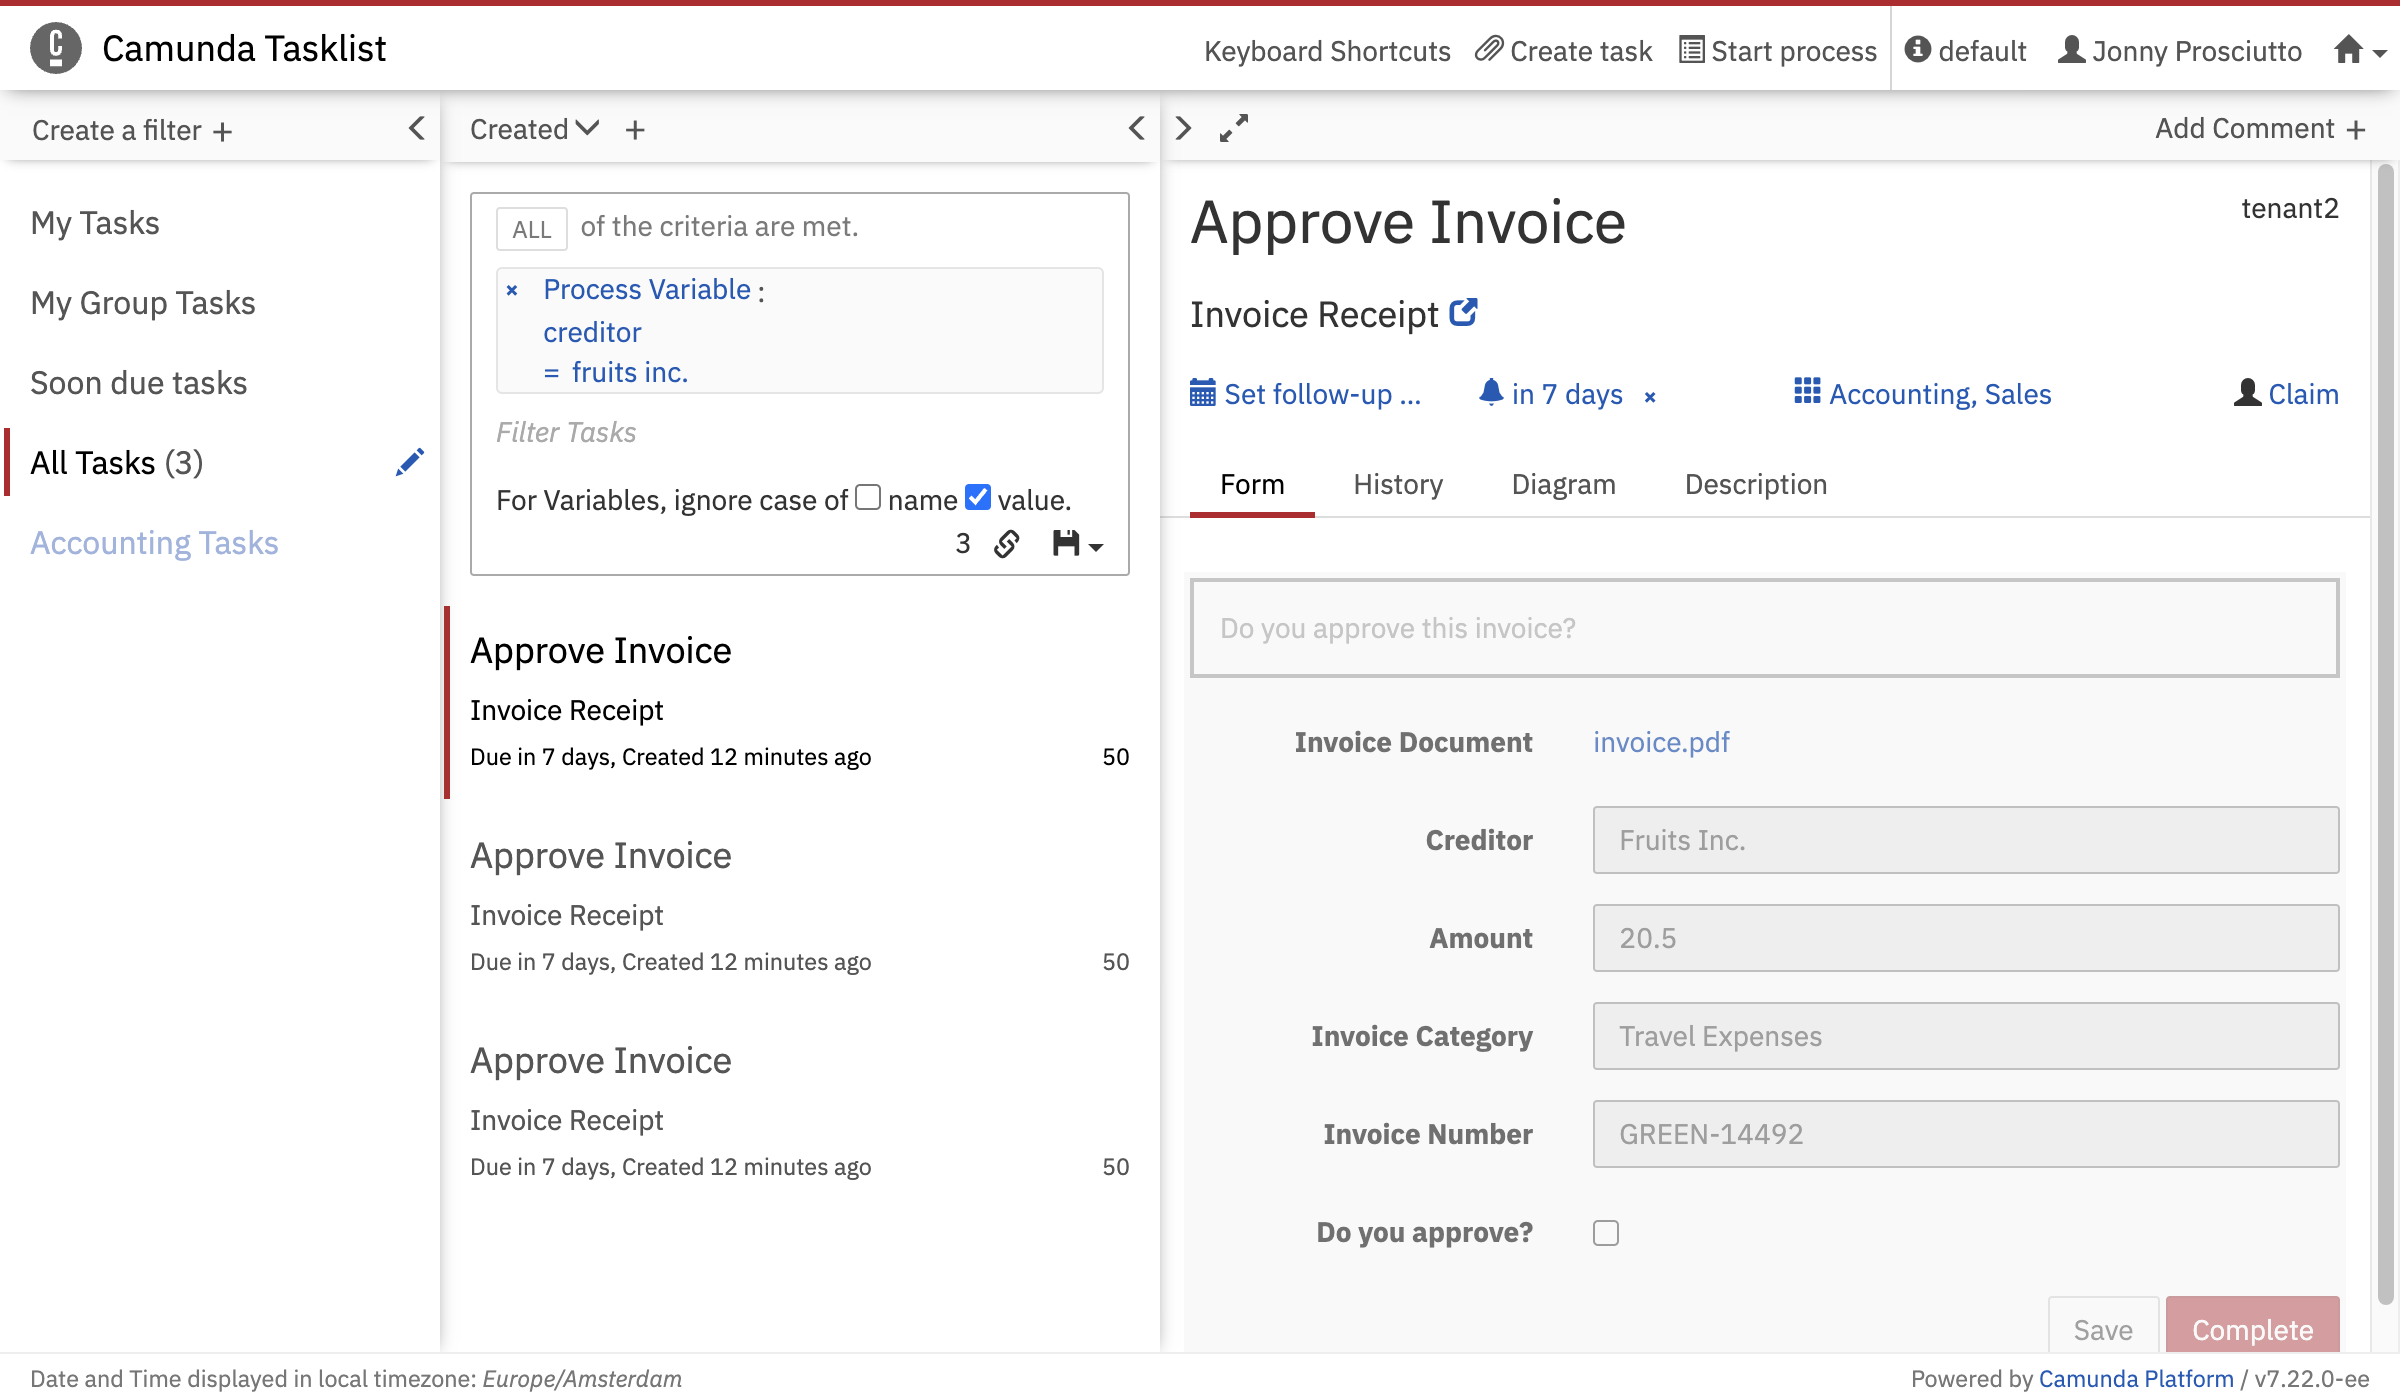 Camunda Tasklist
Keyboard Shortcuts Create task Start process default Jonny Prosciutto
Create a filter +
My Tasks
My Group Tasks
Soon due tasks
All Tasks (3)
Accounting Tasks
Created +
ALL of the criteria are met.
× Process Variable :
creditor
= fruits inc.
Filter Tasks
For Variables, ignore case of name value.
3
Approve Invoice
Invoice Receipt
Due in 7 days, Created 12 minutes ago 50
Approve Invoice
Invoice Receipt
Due in 7 days, Created 12 minutes ago 50
Approve Invoice
Invoice Receipt
Due in 7 days, Created 12 minutes ago 50
Add Comment +
Approve Invoice
tenant2
Invoice Receipt
Set follow-up ... in 7 days × Accounting, Sales Claim
Form History Diagram Description
Do you approve this invoice?
Invoice Document invoice.pdf
Creditor Fruits Inc.
Amount 20.5
Invoice Category Travel Expenses
Invoice Number GREEN-14492
Do you approve?
Save Complete
Date and Time displayed in local timezone: Europe/Amsterdam
Powered by Camunda Platform / v7.22.0-ee